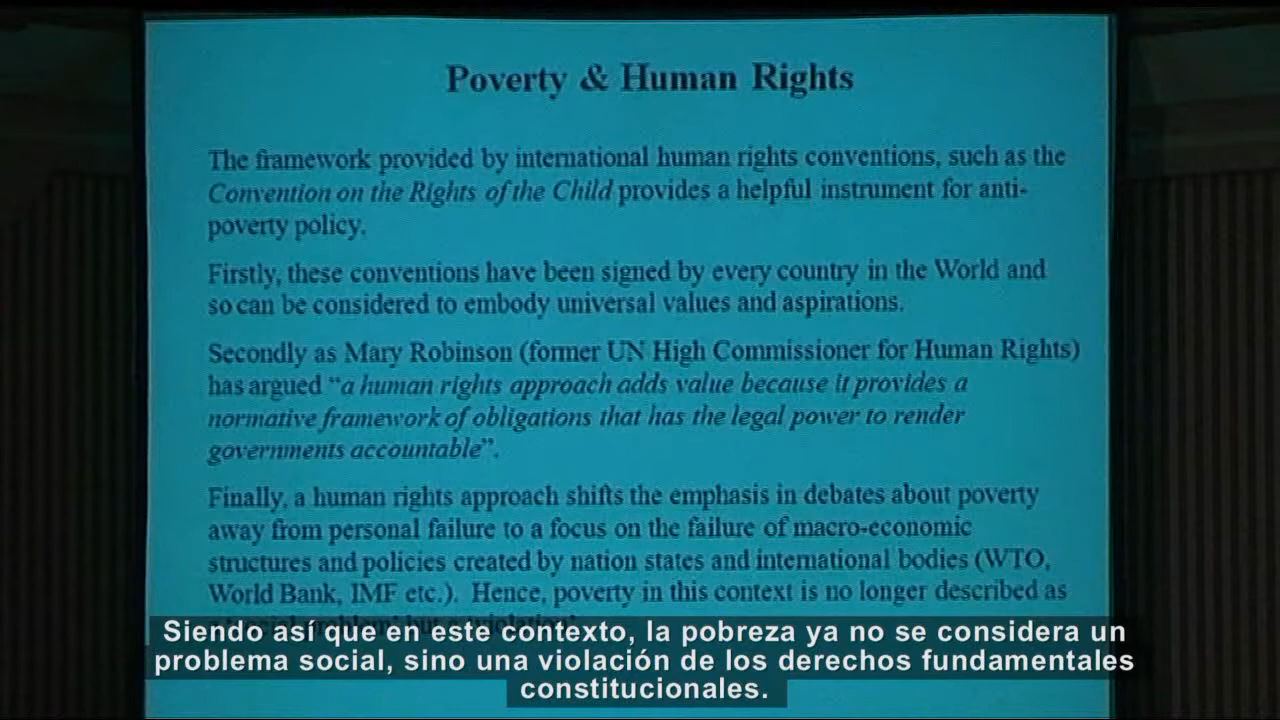 Poverty & Human Rights
The framework provided by international human rights conventions, such as the
Convention on the Rights of the Child provides a helpful instrument for anti-
poverty policy.
Firstly, these conventions have been signed by every country in the World and
so can be considered to embody universal values and aspirations.
Secondly as Mary Robinson (former UN High Commissioner for Human Rights)
has argued “a human rights approach adds value because it provides a
normative framework of obligations that has the legal power to render
governments accountable”.
Finally, a human rights approach shifts the emphasis in debates about poverty
away from personal failure to a focus on the failure of macro-economic
structures and policies created by nation states and international bodies (WTO,
World Bank, IMF etc.). Hence, poverty in this context is no longer described as
Siendo así que en este contexto, la pobreza ya no se considera un
problema social, sino una violación de los derechos fundamentales
constitucionales.